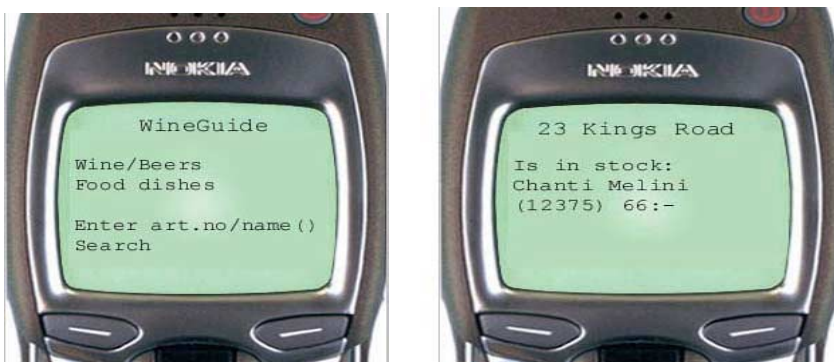 NOKIA
WineGuide
Wine/Beers
Food dishes
Enter art.no/name()
Search
NOKIA
23 Kings Road
Is in stock:
Chanti Melini
(12375) 66:-